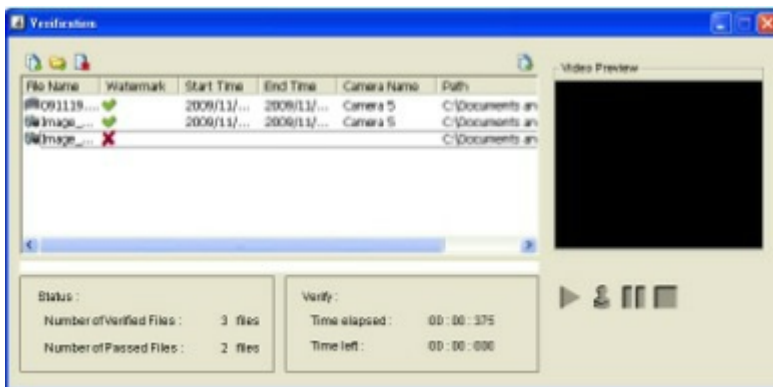 Verification
Video Preview
File Name Watermark Start Time End Time Camera Name Path
091119.... 2009/11/... 2009/11/... Camera 5 C:\Documents an
Image_... 2009/11/... 2009/11/... Camera 5 C:\Documents an
Image_... C:\Documents an
Status :
Number of Verified Files : 3 files
Number of Passed Files : 2 files
Verify :
Time elapsed : 00 : 00 : 375
Time left : 00 : 00 : 000